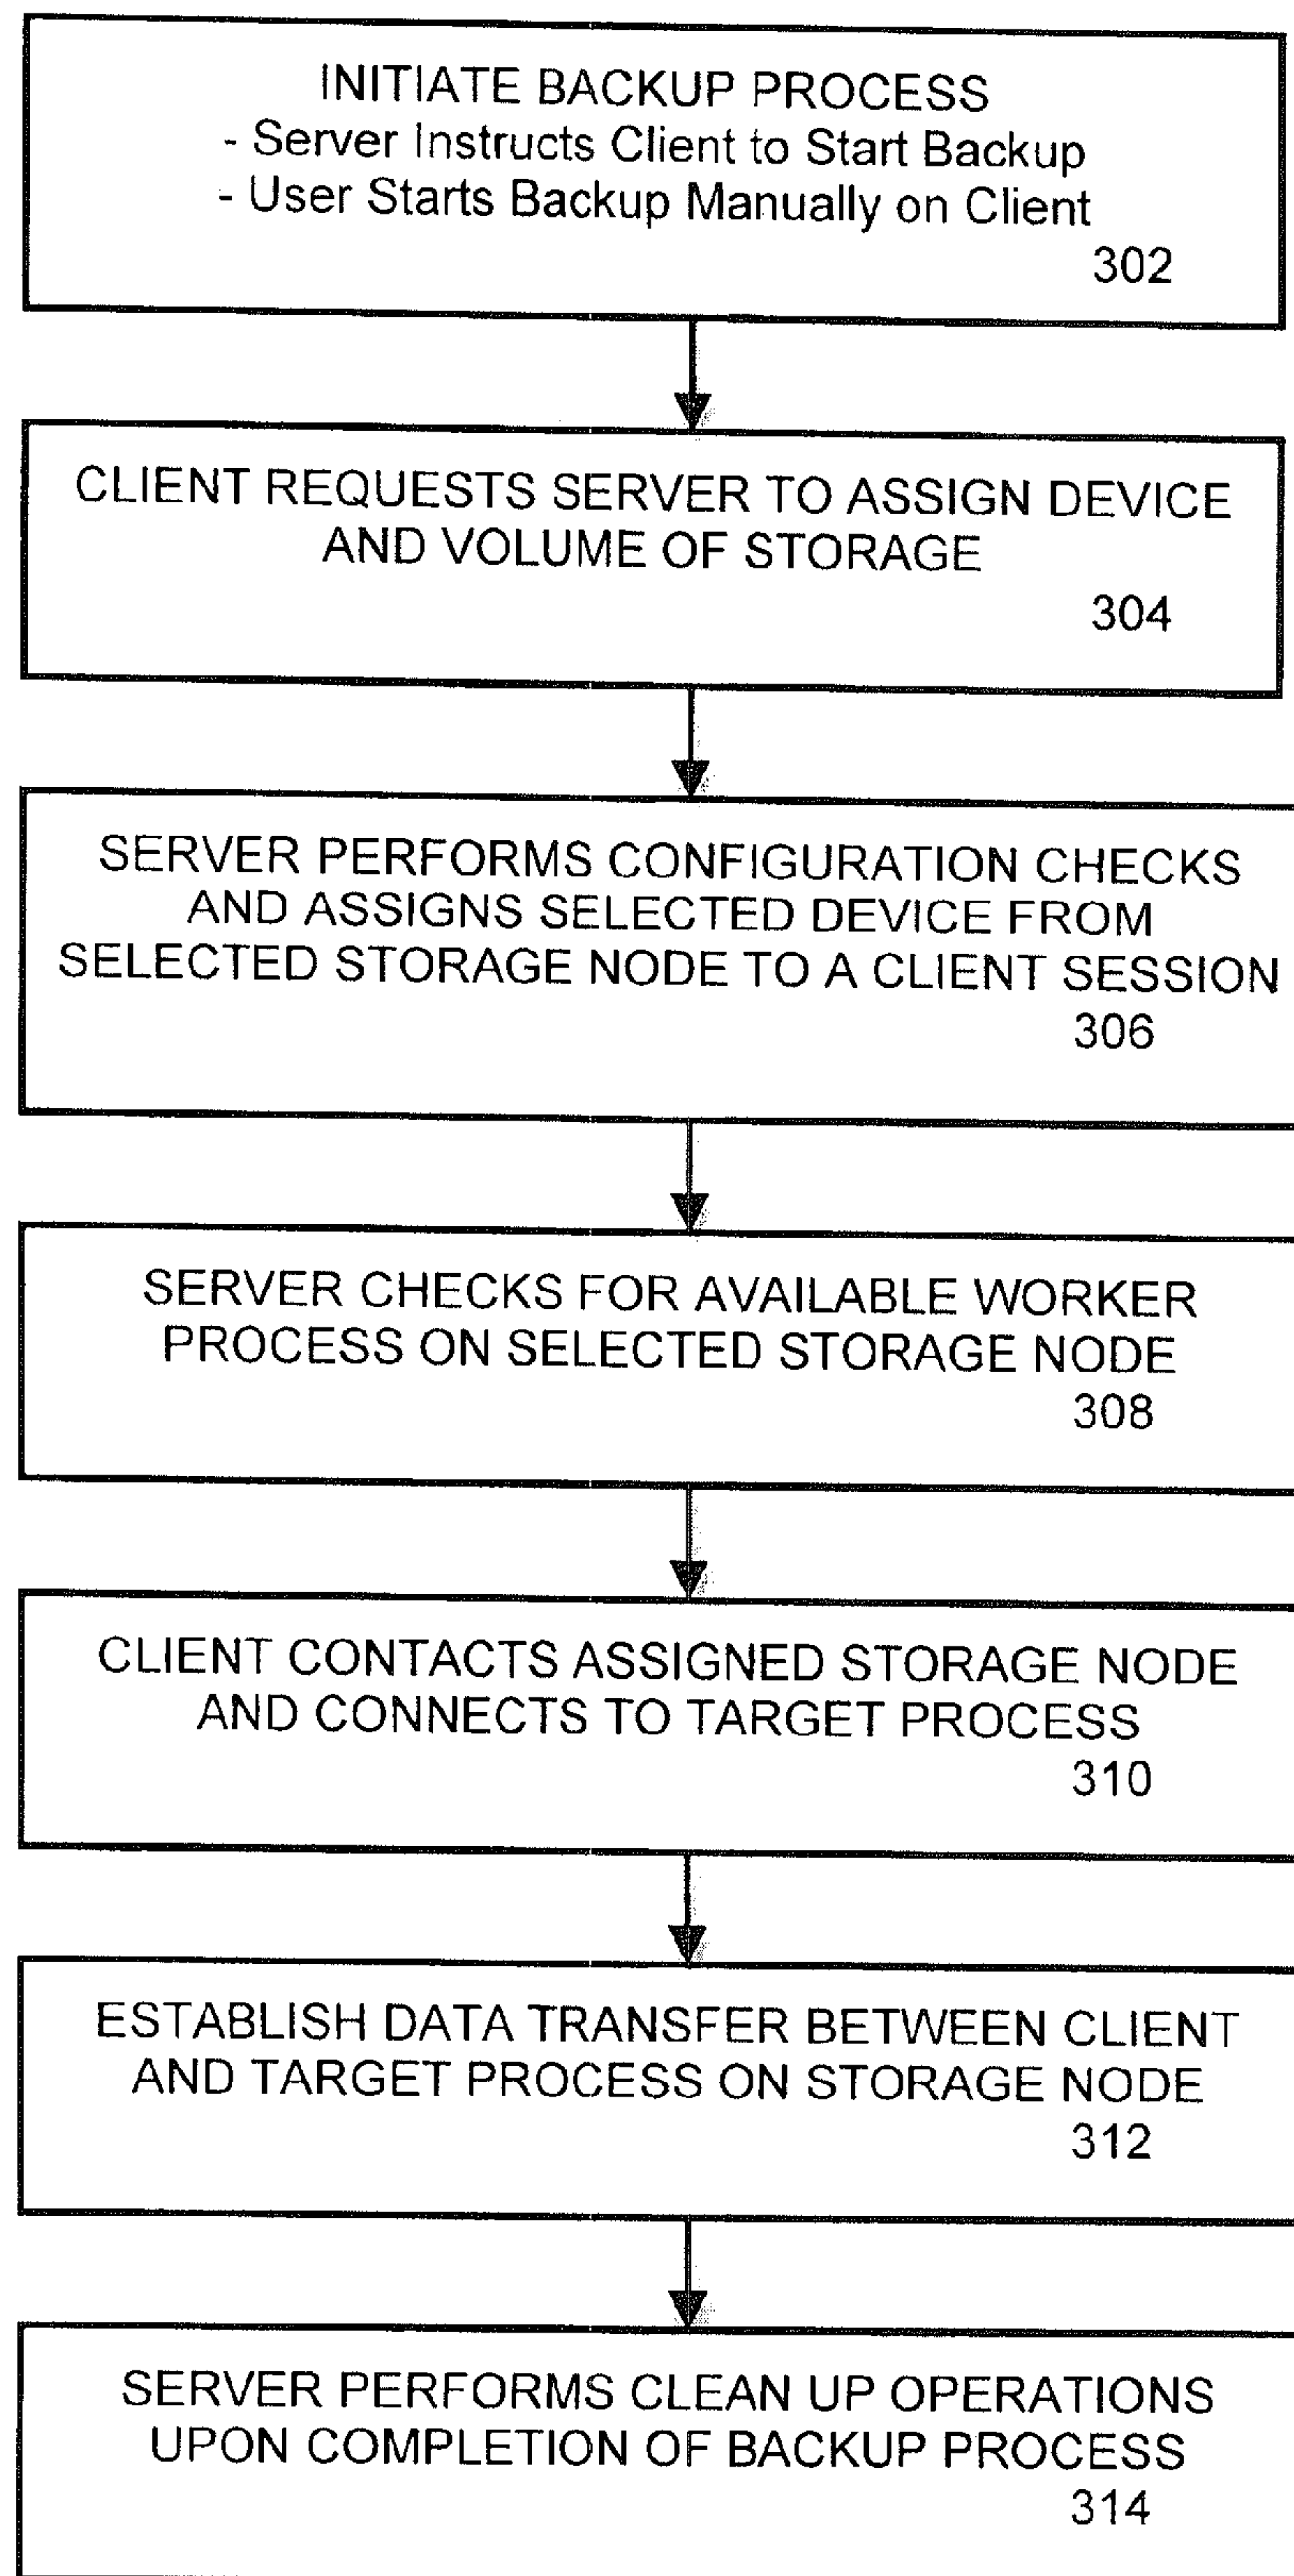 INITIATE BACKUP PROCESS
- Server Instructs Client to Start Backup
- User Starts Backup Manually on Client
302
CLIENT REQUESTS SERVER TO ASSIGN DEVICE
AND VOLUME OF STORAGE
304
SERVER PERFORMS CONFIGURATION CHECKS
AND ASSIGNS SELECTED DEVICE FROM
SELECTED STORAGE NODE TO A CLIENT SESSION
306
SERVER CHECKS FOR AVAILABLE WORKER
PROCESS ON SELECTED STORAGE NODE
308
CLIENT CONTACTS ASSIGNED STORAGE NODE
AND CONNECTS TO TARGET PROCESS
310
ESTABLISH DATA TRANSFER BETWEEN CLIENT
AND TARGET PROCESS ON STORAGE NODE
312
SERVER PERFORMS CLEAN UP OPERATIONS
UPON COMPLETION OF BACKUP PROCESS
314